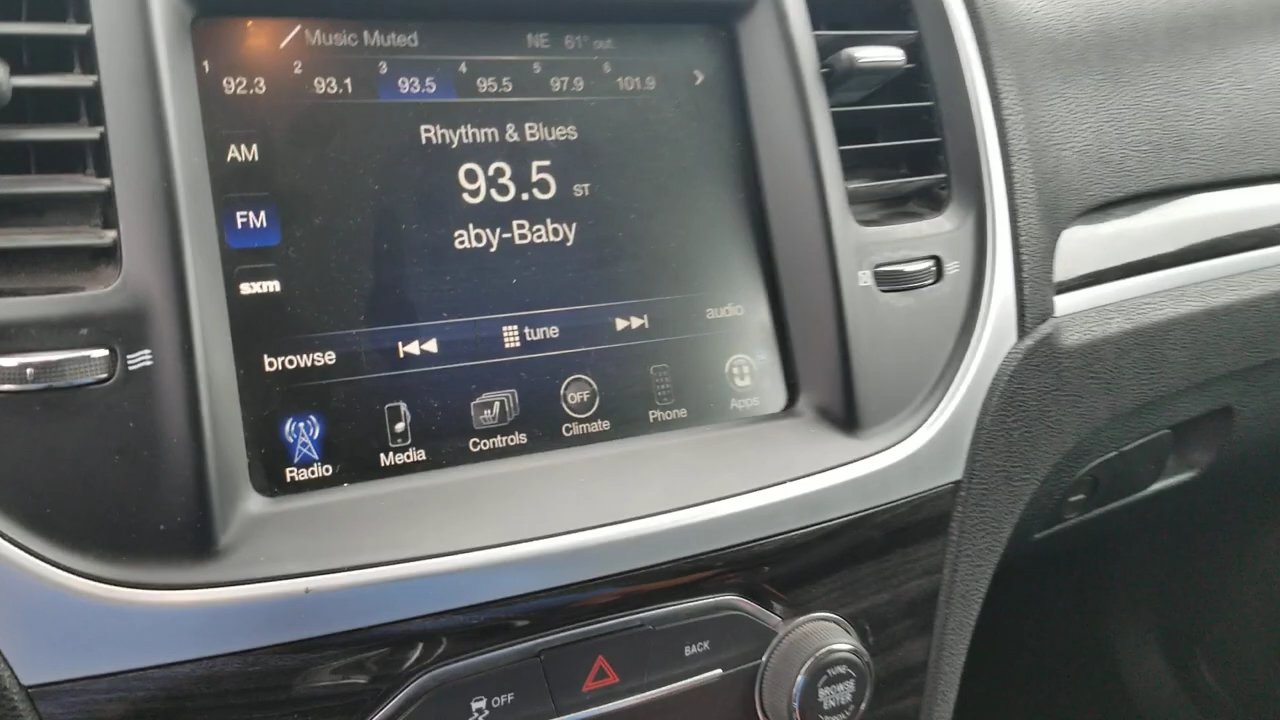 Music Muted NE 61° out
1 92.3 2 93.1 3 93.5 4 95.5 5 97.9 6 101.9
Rhythm & Blues
AM
93.5 ST
FM
aby-Baby
sxm
browse tune audio
Radio Media Controls OFF Climate Phone Apps
OFF BACK
TUNE
BROWSE
ENTER